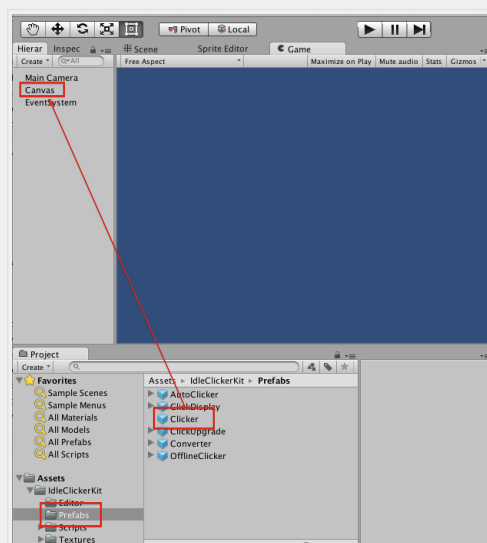 Pivot Local
Hierar Inspec Scene Sprite Editor Game
Create All Free Aspect Maximize on Play Mute audio Stats Gizmos
Main Camera
Canvas
EventSystem
Project
Create
Favorites
Sample Scenes
Sample Menus
All Materials
All Models
All Prefabs
All Scripts
Assets
IdleClickerKit
Editor
Prefabs
Scripts
Textures
Assets IdleClickerKit Prefabs
AutoClicker
ClickDisplay
Clicker
ClickUpgrade
Converter
OfflineClicker